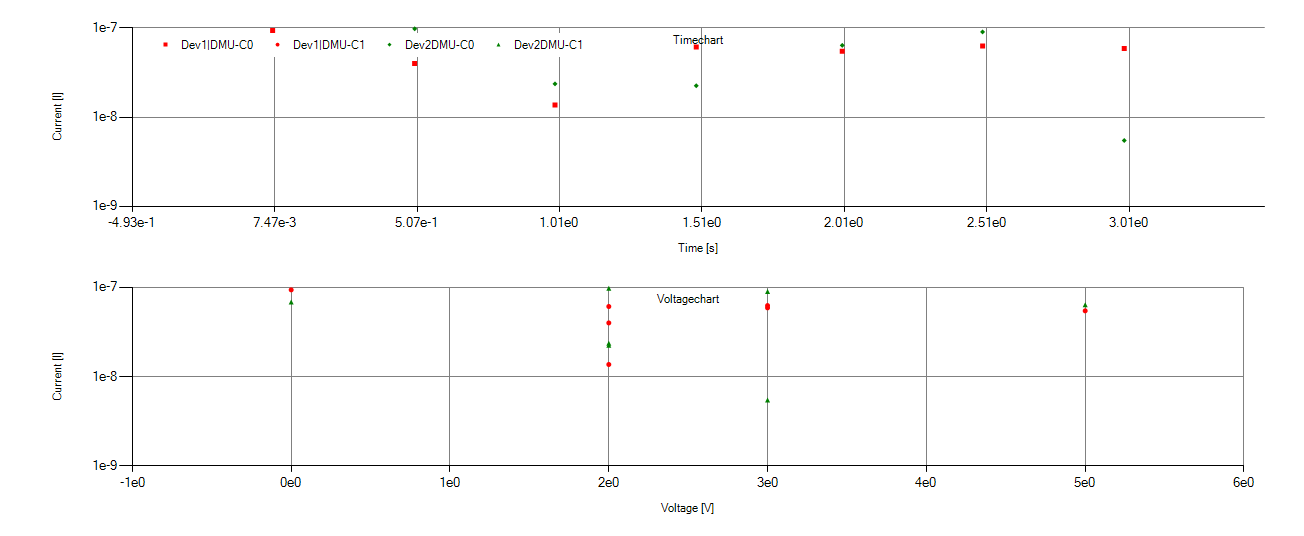 1e-7
Dev1|DMU-C0 Dev1|DMU-C1 Dev2DMU-C0 Dev2DMU-C1
Timechart
Current [I]
1e-8
1e-9
-4.93e-1 7.47e-3 5.07e-1 1.01e0 1.51e0 2.01e0 2.51e0 3.01e0
Time [s]
1e-7
Voltagechart
Current [I]
1e-8
1e-9
-1e0 0e0 1e0 2e0 3e0 4e0 5e0 6e0
Voltage [V]